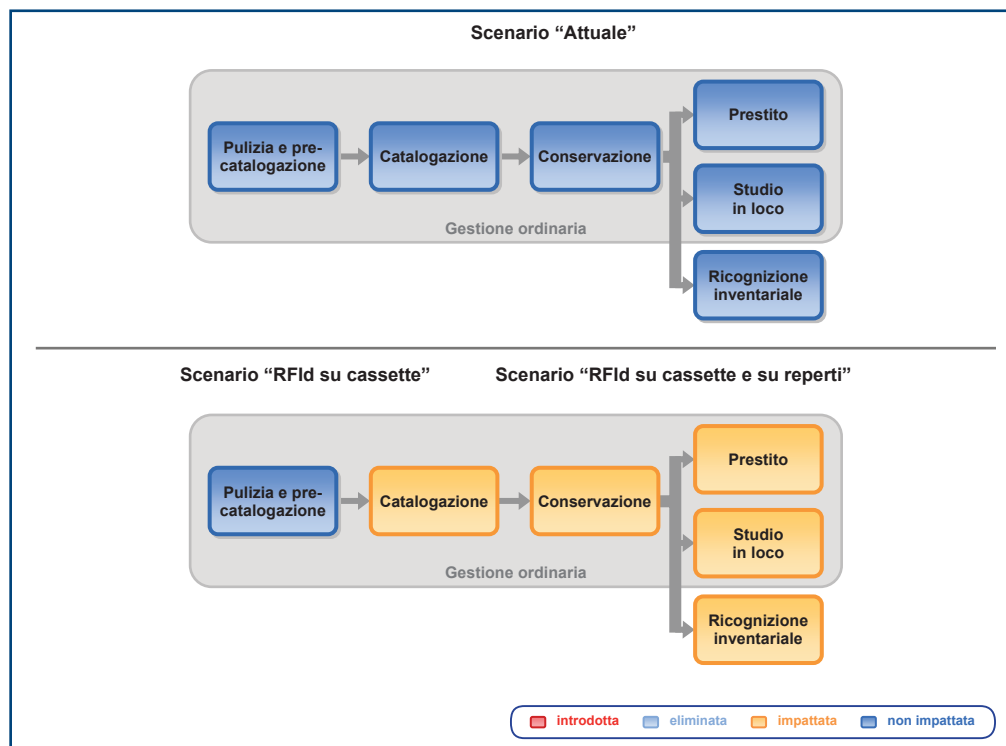 Scenario “Attuale”
Pulizia e pre-
catalogazione
Catalogazione
Conservazione
Prestito
Studio
in loco
Gestione ordinaria
Ricognizione
inventariale
Scenario “RFId su cassette”
Scenario “RFId su cassette e su reperti”
Pulizia e pre-
catalogazione
Catalogazione
Conservazione
Prestito
Studio
in loco
Gestione ordinaria
Ricognizione
inventariale
introdotta
eliminata
impattata
non impattata